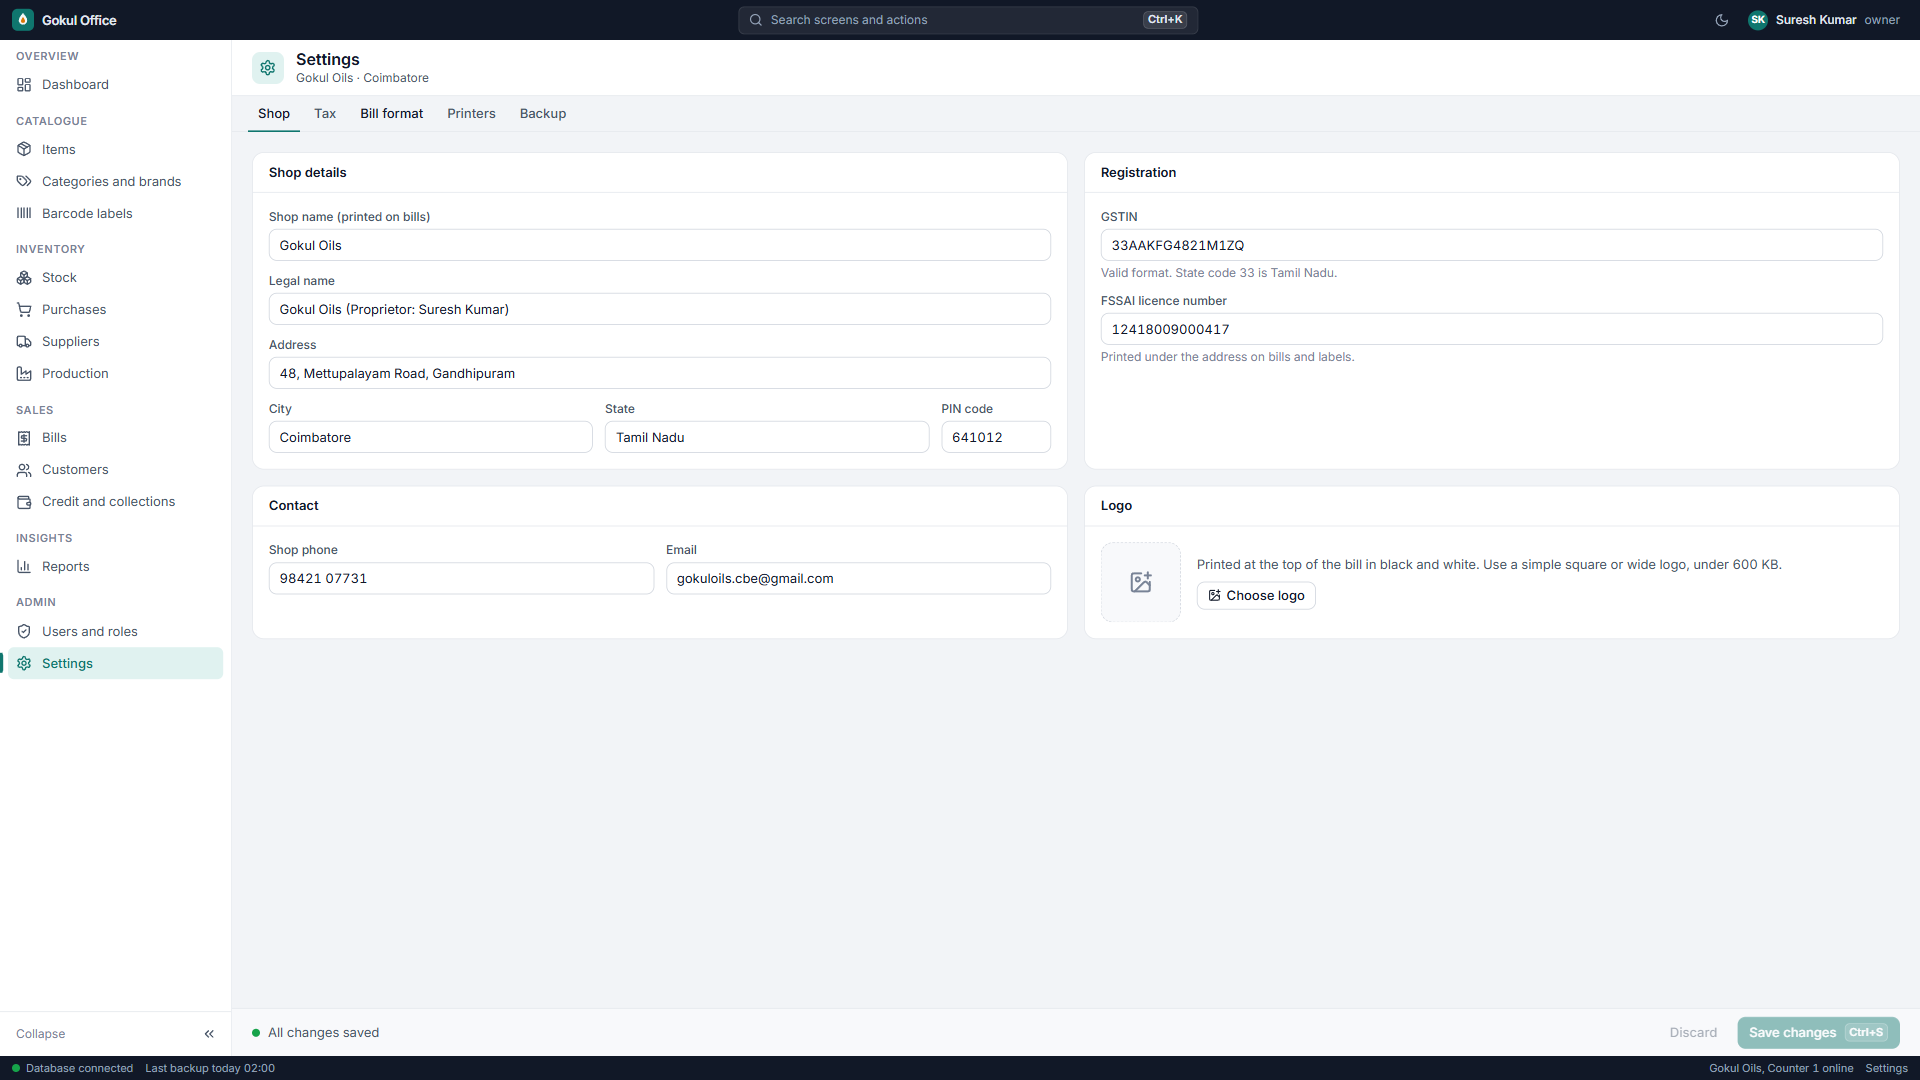 Gokul Office
Search screens and actions
Ctrl+K
SK
Suresh Kumar owner
OVERVIEW
Dashboard
CATALOGUE
Items
Categories and brands
Barcode labels
INVENTORY
Stock
Purchases
Suppliers
Production
SALES
Bills
Customers
Credit and collections
INSIGHTS
Reports
ADMIN
Users and roles
Settings
Collapse
Settings
Gokul Oils · Coimbatore
Shop
Tax
Bill format
Printers
Backup
Shop details
Shop name (printed on bills)
Gokul Oils
Legal name
Gokul Oils (Proprietor: Suresh Kumar)
Address
48, Mettupalayam Road, Gandhipuram
City
State
PIN code
Coimbatore
Tamil Nadu
641012
Registration
GSTIN
33AAKFG4821M1ZQ
Valid format. State code 33 is Tamil Nadu.
FSSAI licence number
12418009000417
Printed under the address on bills and labels.
Contact
Shop phone
Email
98421 07731
gokuloils.cbe@gmail.com
Logo
Printed at the top of the bill in black and white. Use a simple square or wide logo, under 600 KB.
Choose logo
All changes saved
Discard
Save changes Ctrl+S
Database connected
Last backup today 02:00
Gokul Oils, Counter 1 online
Settings